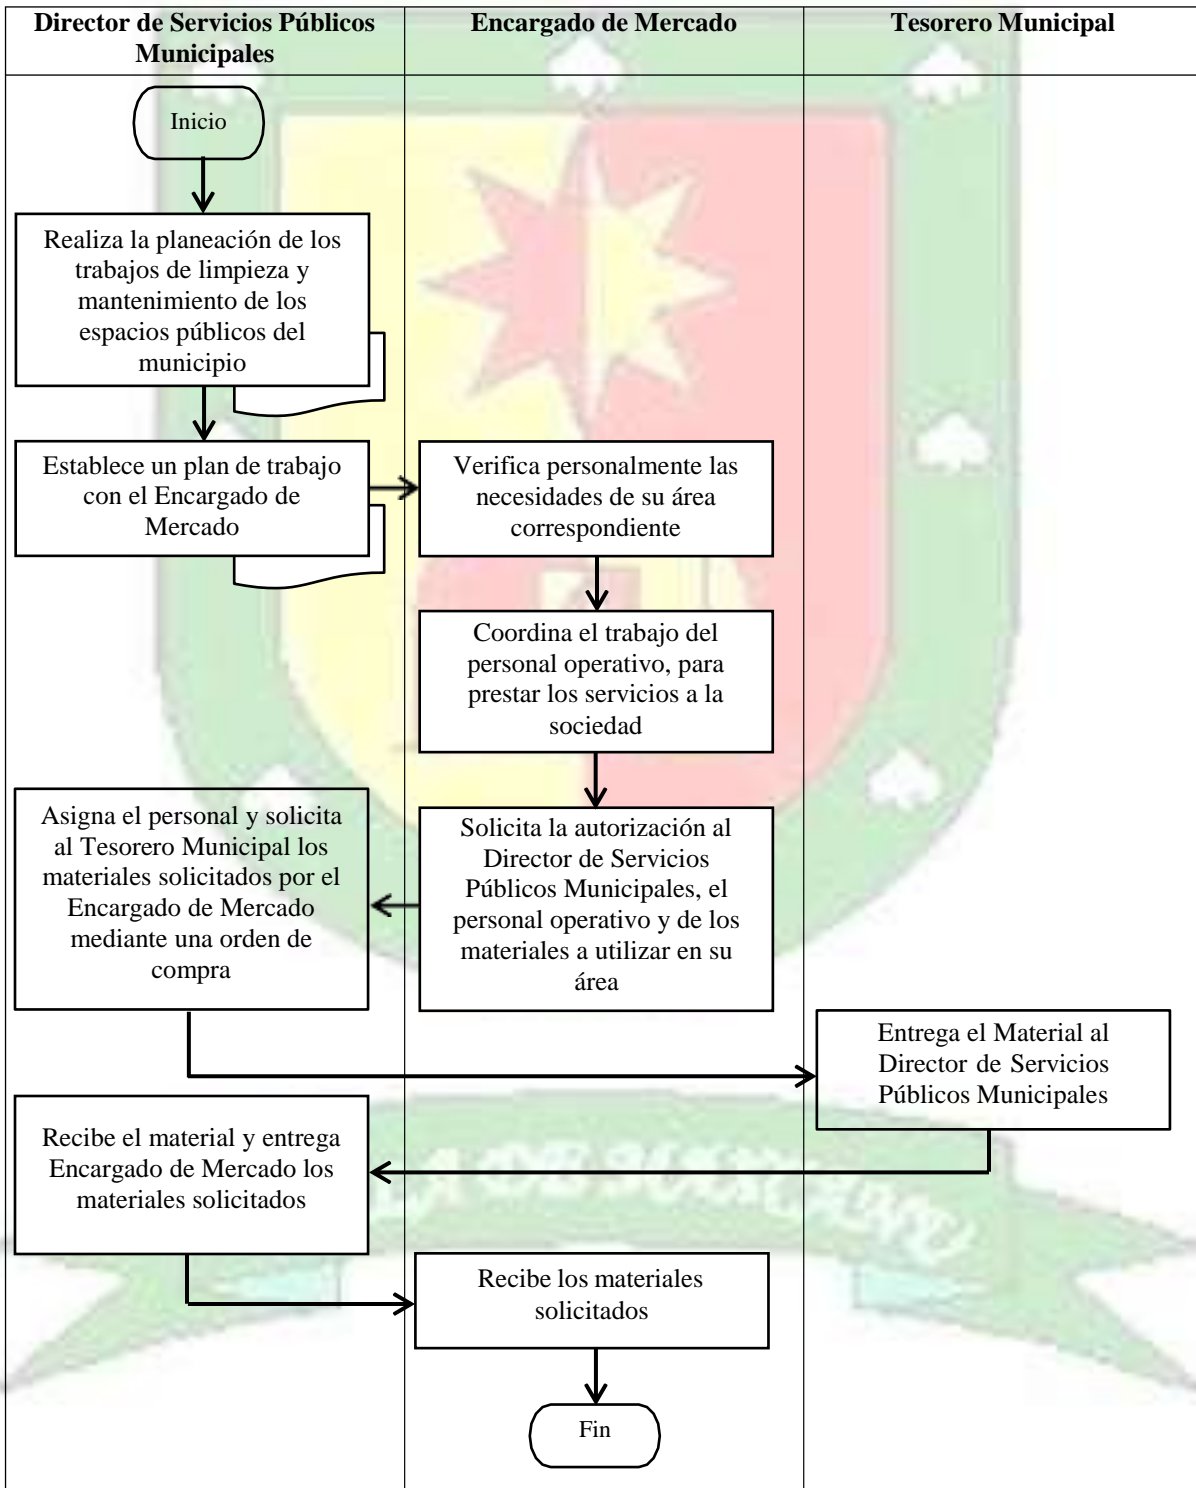 Director de Servicios Públicos
Municipales
Encargado de Mercado
Tesorero Municipal
Inicio
Realiza la planeación de los
trabajos de limpieza y
mantenimiento de los
espacios públicos del
municipio
Establece un plan de trabajo
con el Encargado de
Mercado
Verifica personalmente las
necesidades de su área
correspondiente
Coordina el trabajo del
personal operativo, para
prestar los servicios a la
sociedad
Solicita la autorización al
Director de Servicios
Públicos Municipales, el
personal operativo y de los
materiales a utilizar en su
área
Asigna el personal y solicita
al Tesorero Municipal los
materiales solicitados por el
Encargado de Mercado
mediante una orden de
compra
Entrega el Material al
Director de Servicios
Públicos Municipales
Recibe el material y entrega
Encargado de Mercado los
materiales solicitados
Recibe los materiales
solicitados
Fin